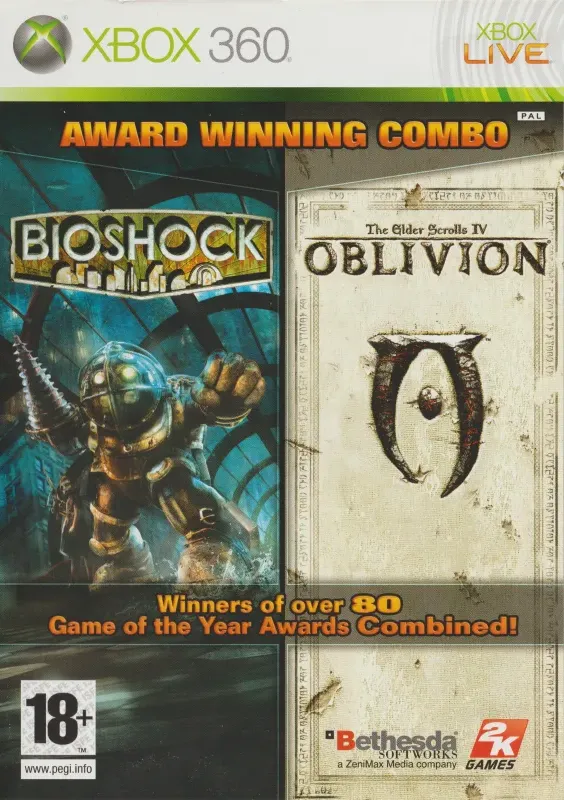 XBOX 360
XBOX
LIVE
PAL
AWARD WINNING COMBO
BIOSHOCK
The Elder Scrolls IV
OBLIVION
Winners of over 80
Game of the Year Awards Combined!
18+
TM
www.pegi.info
Bethesda
SOFTWORKS
a ZeniMax Media company
2K
GAMES